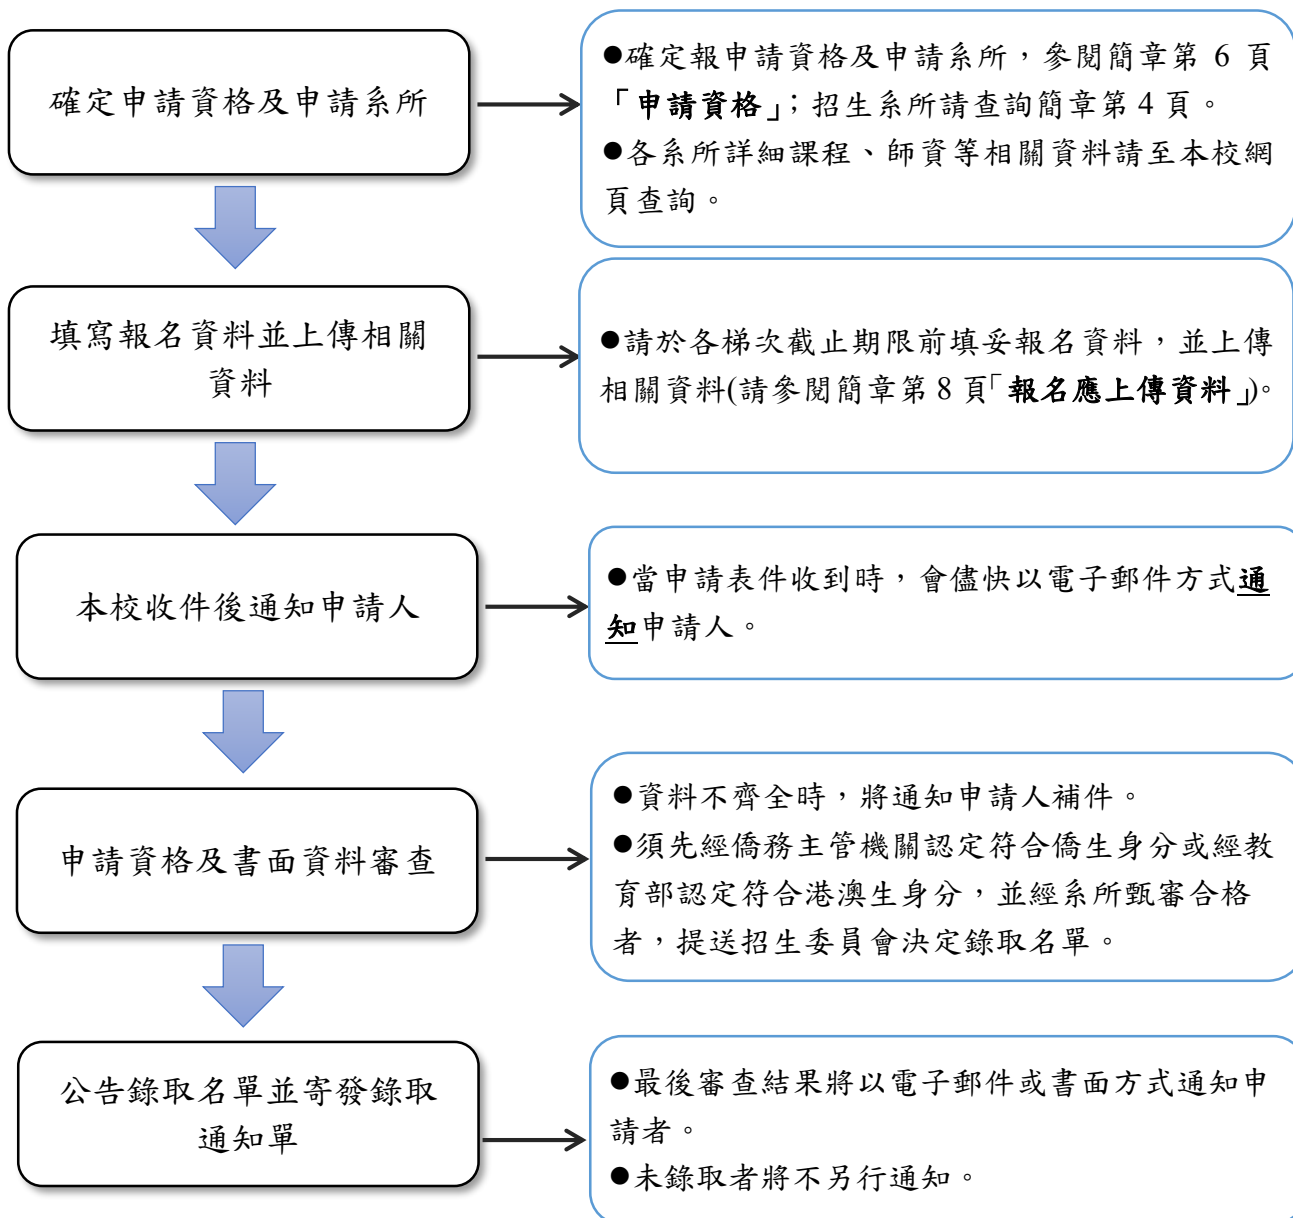 確定申請資格及申請系所
●確定報申請資格及申請系所，參閱簡章第 6 頁
「申請資格」；招生系所請查詢簡章第 4 頁。
●各系所詳細課程、師資等相關資料請至本校網
頁查詢。
填寫報名資料並上傳相關
資料
●請於各梯次截止期限前填妥報名資料，並上傳
相關資料(請參閱簡章第 8 頁「報名應上傳資料」)。
本校收件後通知申請人
●當申請表件收到時，會儘快以電子郵件方式通
知申請人。
申請資格及書面資料審查
●資料不齊全時，將通知申請人補件。
●須先經僑務主管機關認定符合僑生身分或經教
育部認定符合港澳生身分，並經系所甄審合格
者，提送招生委員會決定錄取名單。
公告錄取名單並寄發錄取
通知單
●最後審查結果將以電子郵件或書面方式通知申
請者。
●未錄取者將不另行通知。